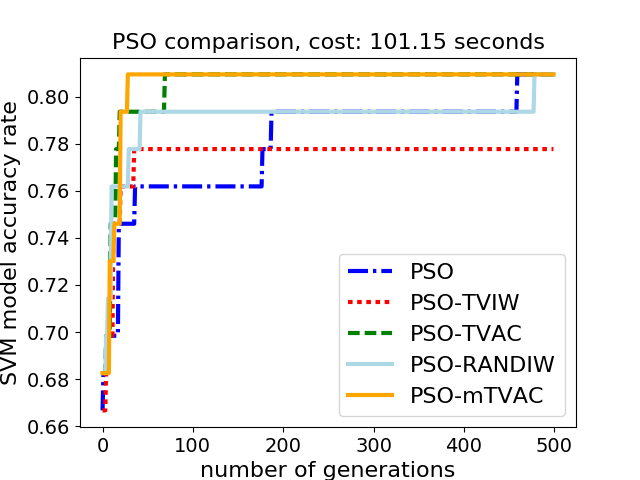 PSO comparison, cost: 101.15 seconds
SVM model accuracy rate
0.80
0.78
0.76
0.74
0.72
0.70
0.68
0.66
PSO
PSO-TVIW
PSO-TVAC
PSO-RANDIW
PSO-mTVAC
0 100 200 300 400 500
number of generations